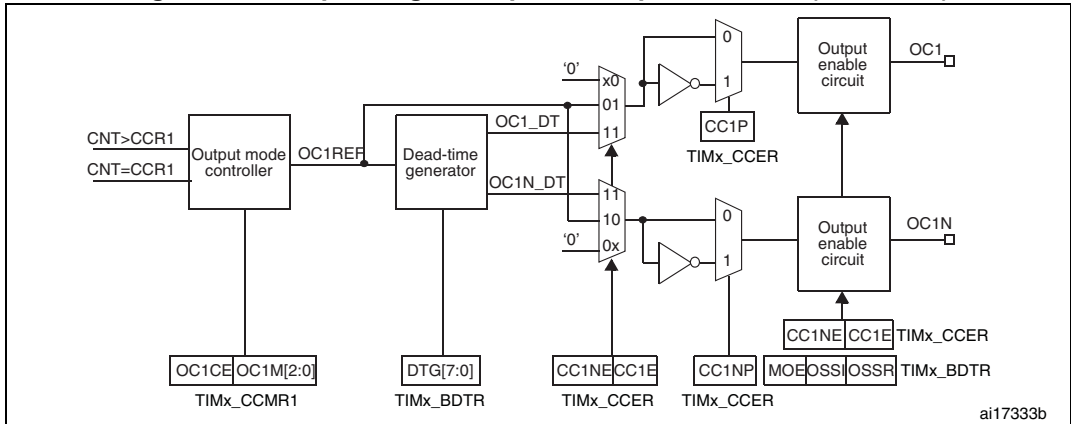 CNT>CCR1
CNT=CCR1
Output mode
controller
OC1REF
Dead-time
generator
OC1_DT
OC1N_DT
'0'
x0
01
11
11
10
'0'
0x
0
1
CC1P
TIMx_CCER
0
1
Output
enable
circuit
OC1
Output
enable
circuit
OC1N
CC1NE CC1E TIMx_CCER
OC1CE OC1M[2:0]
TIMx_CCMR1
DTG[7:0]
TIMx_BDTR
CC1NE CC1E
TIMx_CCER
CC1NP
TIMx_CCER
MOE OSSI OSSR TIMx_BDTR
ai17333b